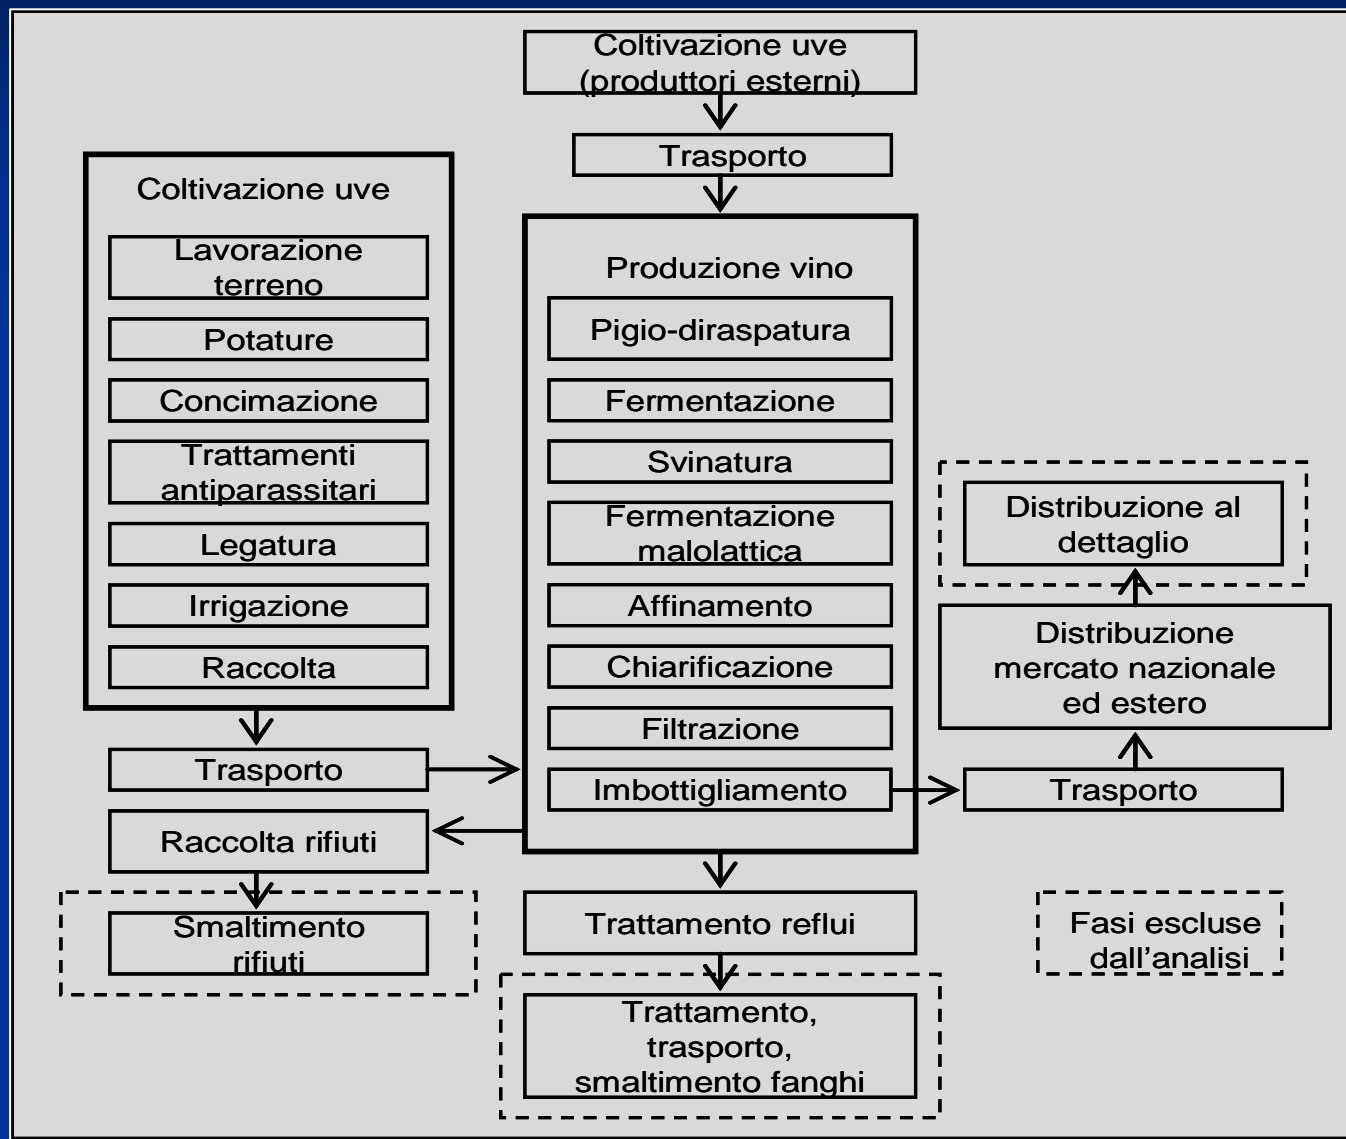 Coltivazione uve
(produttori esterni)
Trasporto
Coltivazione uve
Lavorazione
terreno
Potature
Concimazione
Trattamenti
antiparassitari
Legatura
Irrigazione
Raccolta
Trasporto
Raccolta rifiuti
Smaltimento
rifiuti
Produzione vino
Pigio-diraspatura
Fermentazione
Svinatura
Fermentazione
malolattica
Affinamento
Chiarificazione
Filtrazione
Imbottigliamento
Trattamento reflui
Trattamento,
trasporto,
smaltimento fanghi
Distribuzione al
dettaglio
Distribuzione
mercato nazionale
ed estero
Trasporto
Fasi escluse
dall'analisi